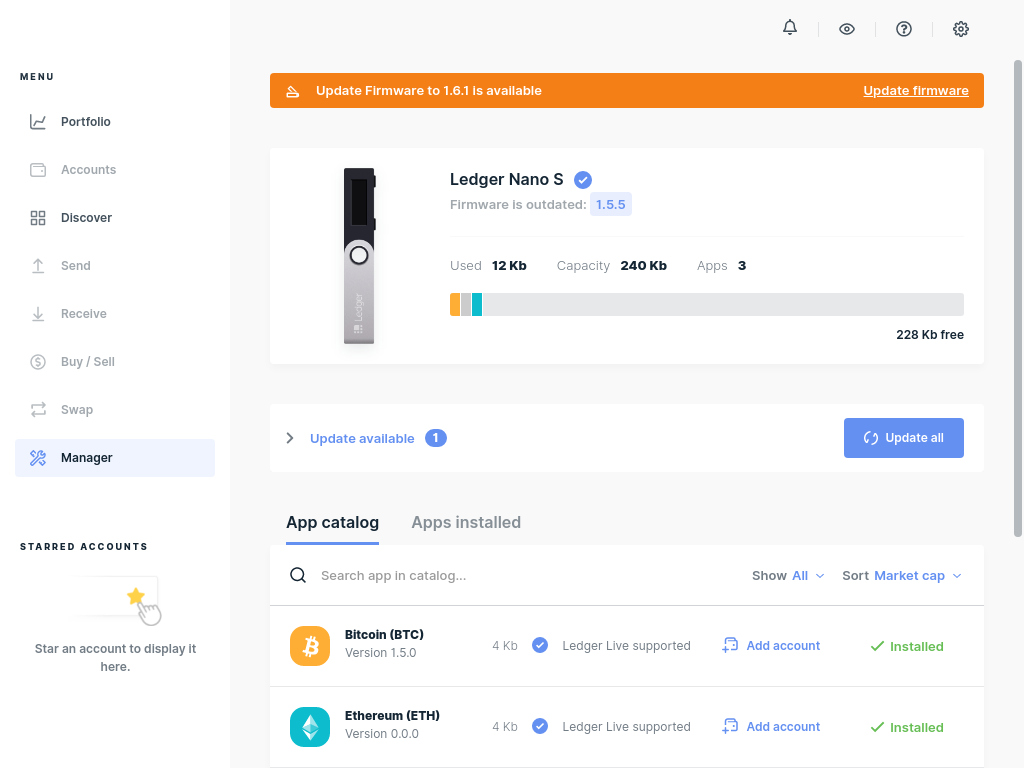 MENU
Portfolio
Accounts
Discover
Send
Receive
Buy / Sell
Swap
Manager
STARRED ACCOUNTS
Star an account to display it
here.
Update Firmware to 1.6.1 is available
Update firmware
Ledger
Ledger Nano S
Firmware is outdated: 1.5.5
Used 12 Kb Capacity 240 Kb Apps 3
228 Kb free
Update available 1
Update all
App catalog Apps installed
Search app in catalog...
Show All Sort Market cap
Bitcoin (BTC)
Version 1.5.0
4 Kb Ledger Live supported Add account Installed
Ethereum (ETH)
Version 0.0.0
4 Kb Ledger Live supported Add account Installed